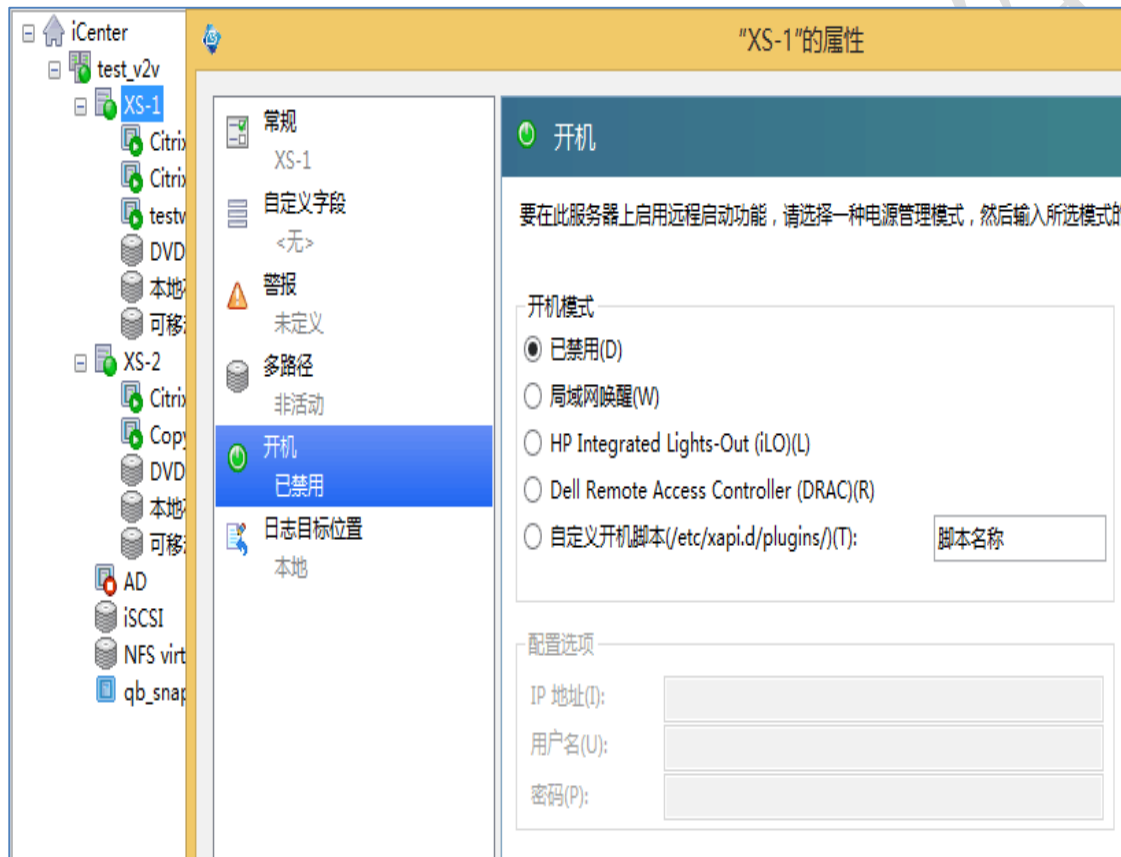 iCenter
test_v2v
XS-1
Citrix
Citrix
DVD
XS-2
Citrix
Copy
DVD
AD
iSCSI
NFS virt
qb_snap
"XS-1"的属性
常规
XS-1
自定义字段
<无>
警报
未定义
多路径
非活动
开机
已禁用
日志目标位置
本地
开机
要在此服务器上启用远程启动功能，请选择一种电源管理模式，然后输入所选模式的
开机模式
已禁用(D)
局域网唤醒(W)
HP Integrated Lights-Out (iLO)(L)
Dell Remote Access Controller (DRAC)(R)
自定义开机脚本(/etc/xapi.d/plugins/)(T):
脚本名称
配置选项
IP 地址(I):
用户名(U):
密码(P):